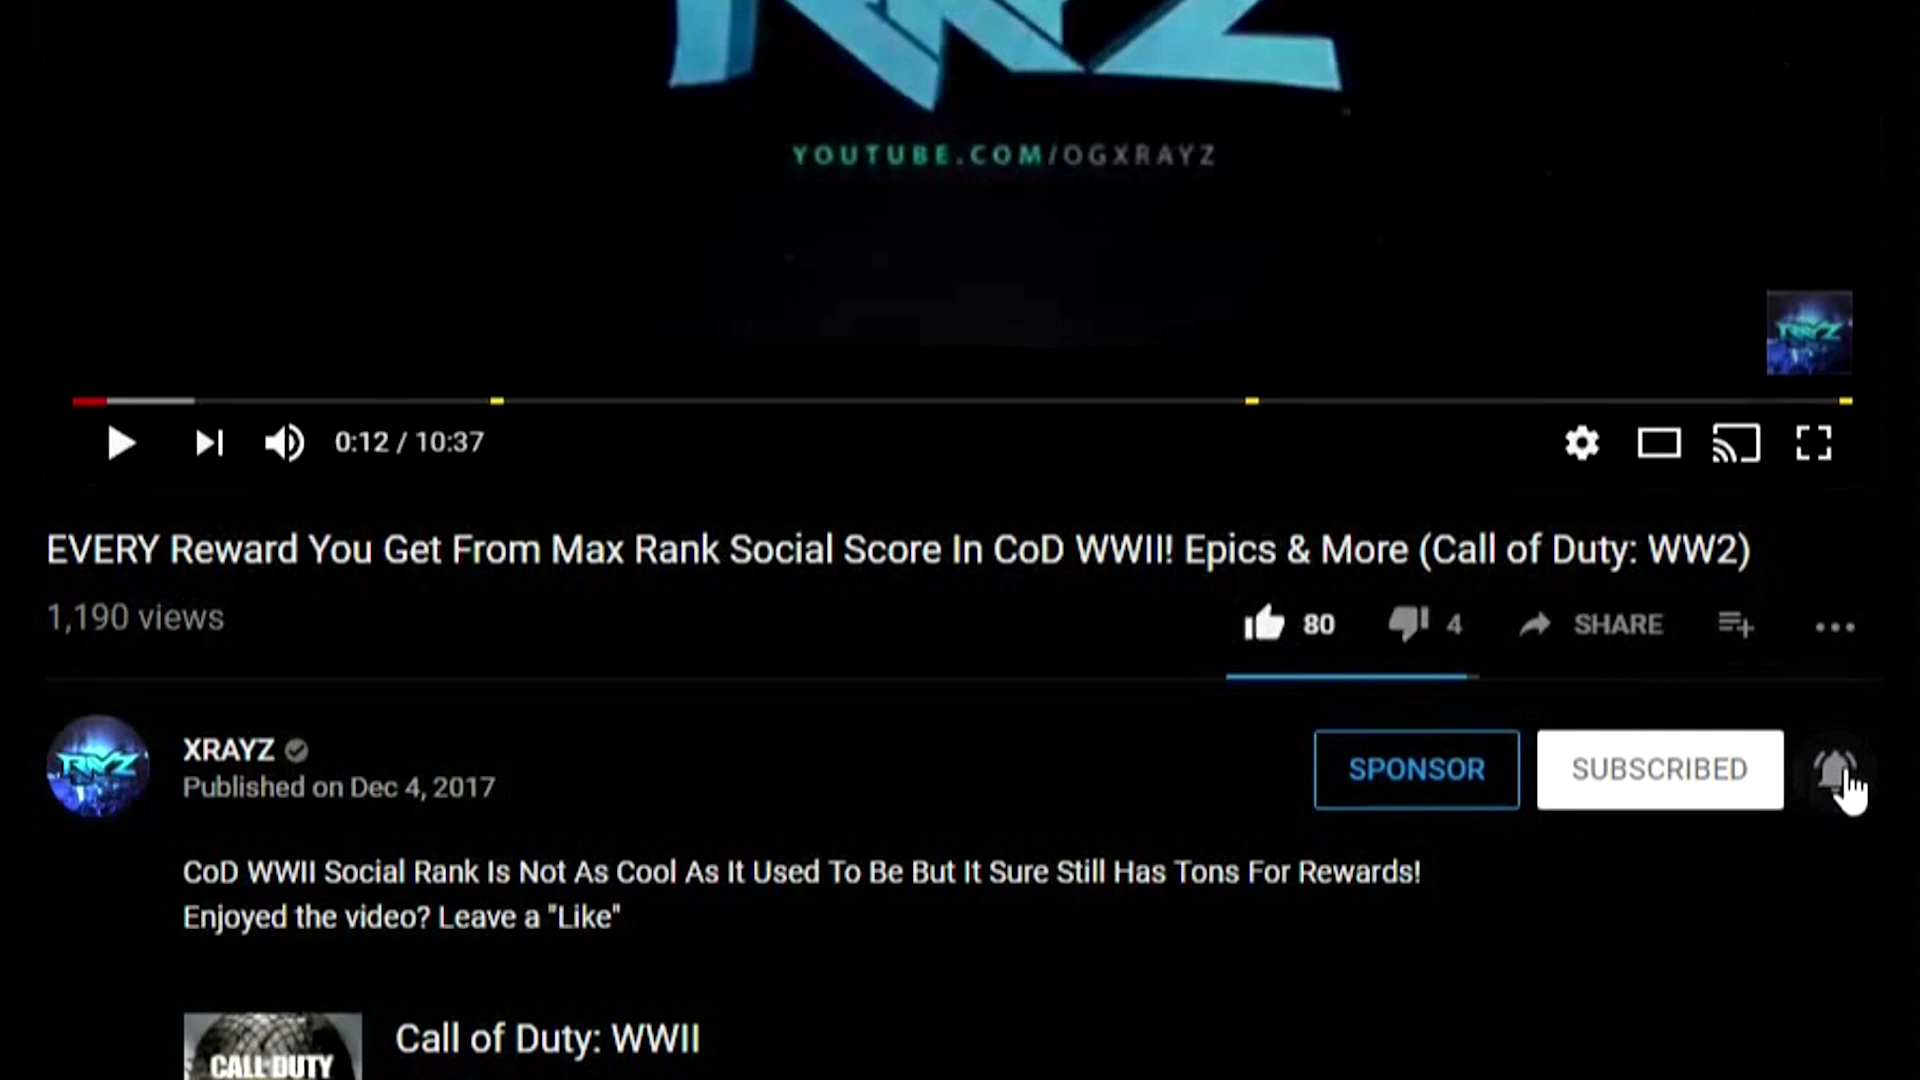 YOUTUBE.COM/OGXRAYZ
0:12 / 10:37
EVERY Reward You Get From Max Rank Social Score In CoD WWII! Epics & More (Call of Duty: WW2)
1,190 views
80 4 SHARE
XRAYZ
Published on Dec 4, 2017
SPONSOR SUBSCRIBED
CoD WWII Social Rank Is Not As Cool As It Used To Be But It Sure Still Has Tons For Rewards!
Enjoyed the video? Leave a "Like"
Call of Duty: WWII
CALL DUTY